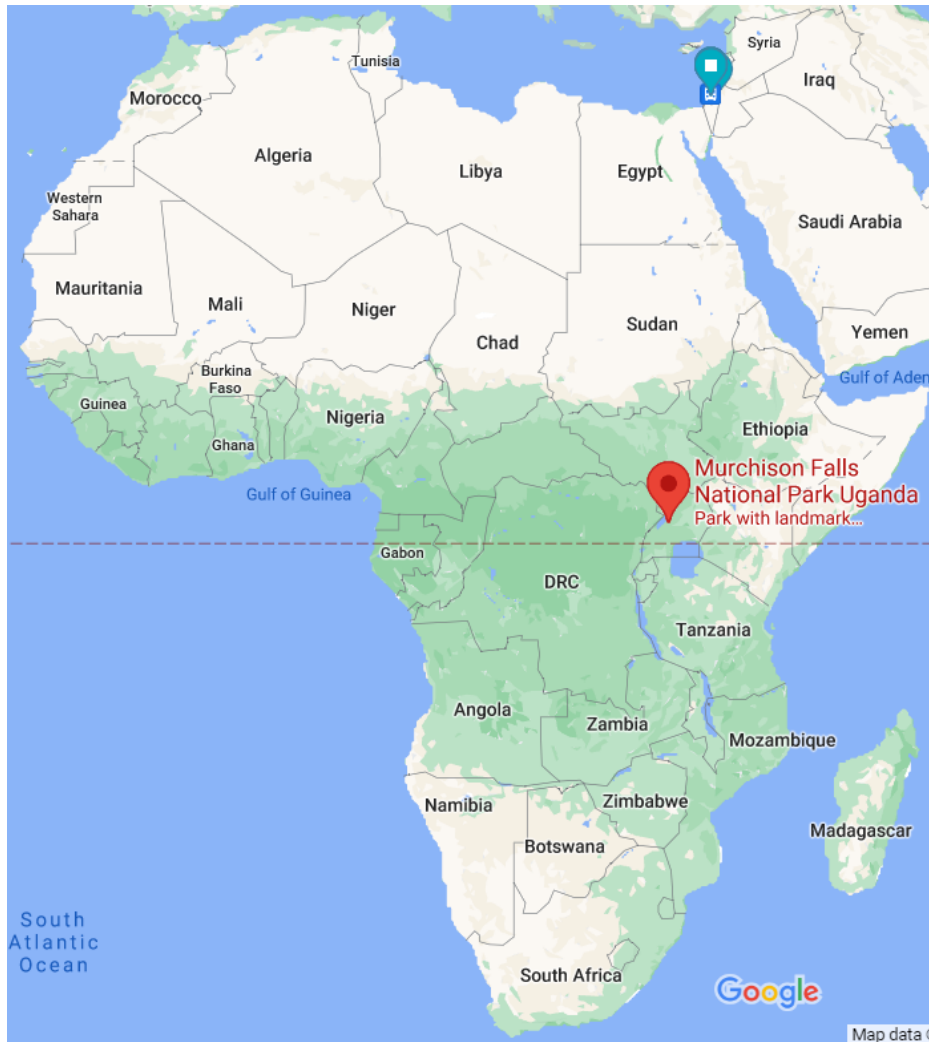 Syria
Tunisia
Iraq
Morocco
Algeria
Libya
Egypt
Western
Sahara
Saudi Arabia
Mauritania
Mali
Niger
Sudan
Chad
Yemen
Burkina
Faso
Gulf of Aden
Guinea
Nigeria
Ethiopia
Ghana
Murchison Falls
National Park Uganda
Park with landmark...
Gulf of Guinea
Gabon
DRC
Tanzania
Angola
Zambia
Mozambique
Namibia
Zimbabwe
Madagascar
Botswana
South
Atlantic
Ocean
South Africa
Google
Map data ©